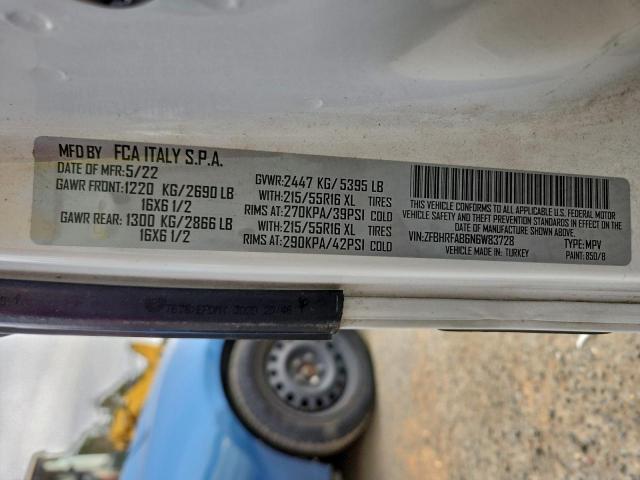 MFD BY FCA ITALY S.P.A.
DATE OF MFR:5/22 GVWR:2447 KG/ 5395 LB
GAWR FRONT:1220 KG/2690 LB WITH:215/55R16 XL TIRES
16X6 1/2 RIMS AT:270KPA/39PSI COLD
GAWR REAR: 1300 KG/2866 LB WITH:215/55R16 XL TIRES
16X6 1/2 RIMS AT:290KPA/42PSI COLD
THIS VEHICLE CONFORMS TO ALL APPLICABLE U.S. FEDERAL MOTOR
VEHICLE SAFETY AND THEFT PREVENTION STANDARDS IN EFFECT
ON THE DATE OF MANUFACTURE SHOWN ABOVE.
VIN:ZFBHRFAB6N6W83728 TYPE: MPV
VEHICLE MADE IN: TURKEY PAINT: 850/8